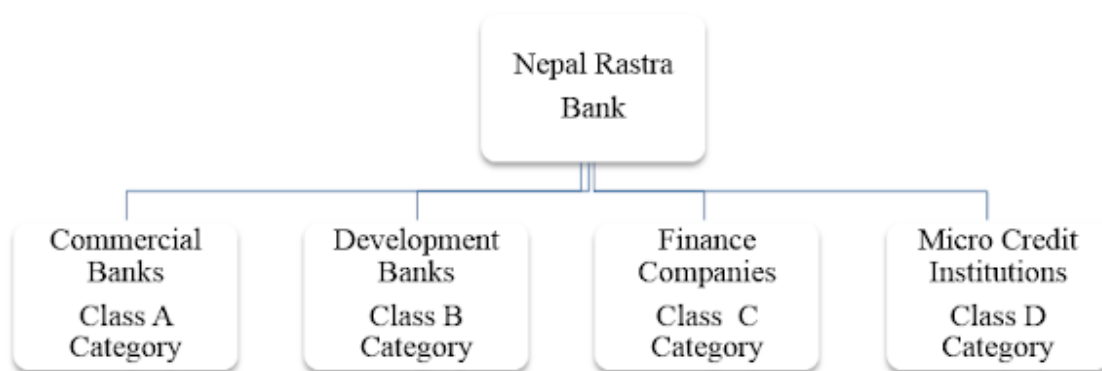 Nepal Rastra
Bank
Commercial
Banks
Class A
Category
Development
Banks
Class B
Category
Finance
Companies
Class  C
Category
Micro Credit
Institutions
Class D
Category